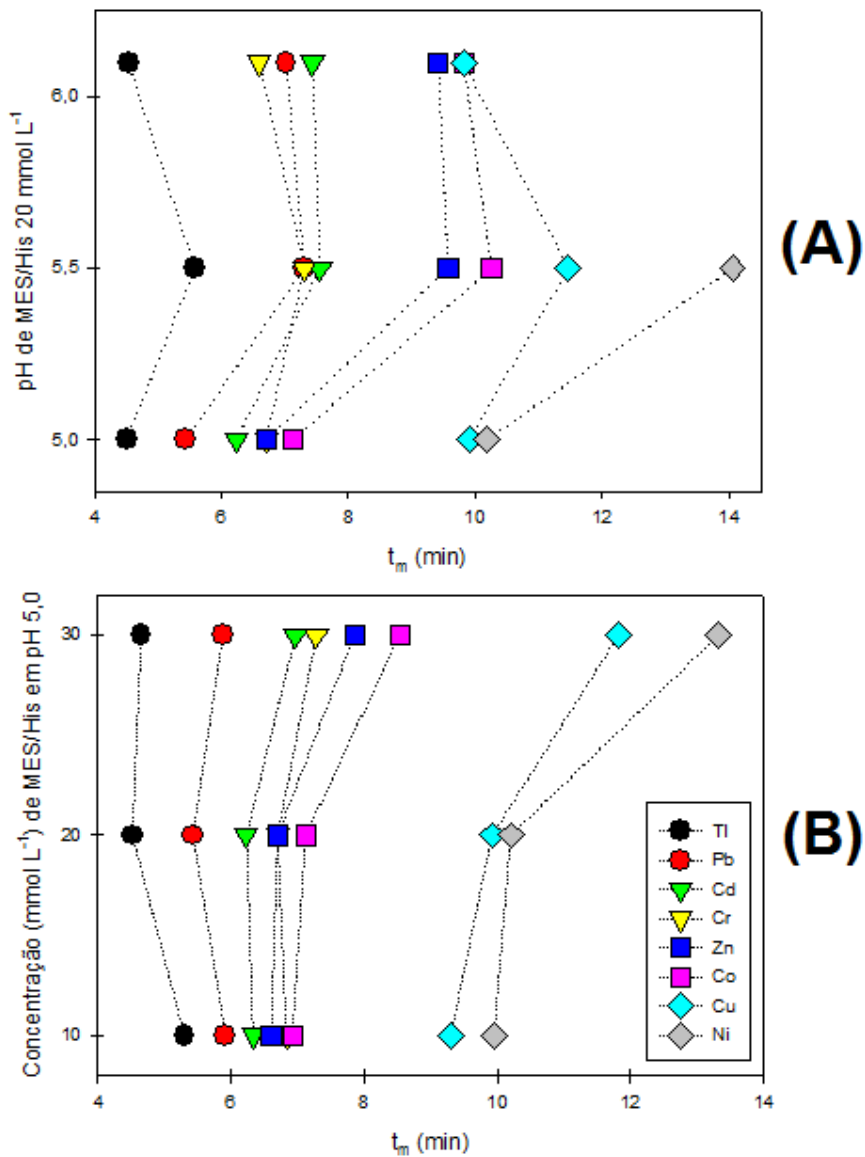 pH de MES/His 20 mmol L⁻¹
6,0
5,5
5,0
4 6 8 10 12 14
tₘ (min)
(A)
Concentração (mmol L⁻¹) de MES/His em pH 5,0
30
20
10
4 6 8 10 12 14
tₘ (min)
Tl
Pb
Cd
Cr
Zn
Co
Cu
Ni
(B)